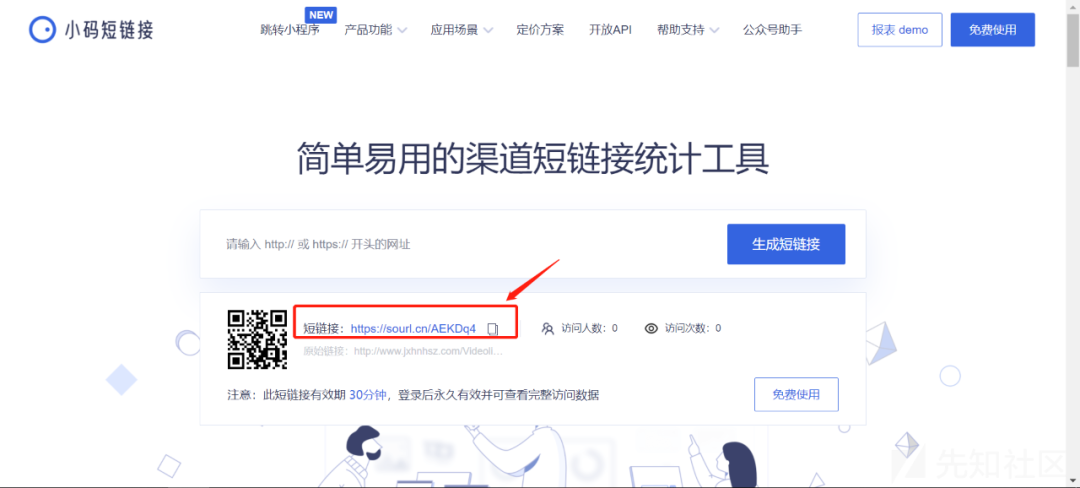 NEW
小码短链接
跳转小程序 产品功能 应用场景 定价方案 开放API 帮助支持 公众号助手 报表 demo 免费使用
简单易用的渠道短链接统计工具
请输入 http:// 或 https:// 开头的网址 生成短链接
短链接：https://sourl.cn/AEKDq4 访问人数：0 访问次数：0
原始链接：http://www.jxhnhsz.com/Videoli...
注意：此短链接有效期 30分钟，登录后永久有效并可查看完整访问数据 免费使用
先知社区